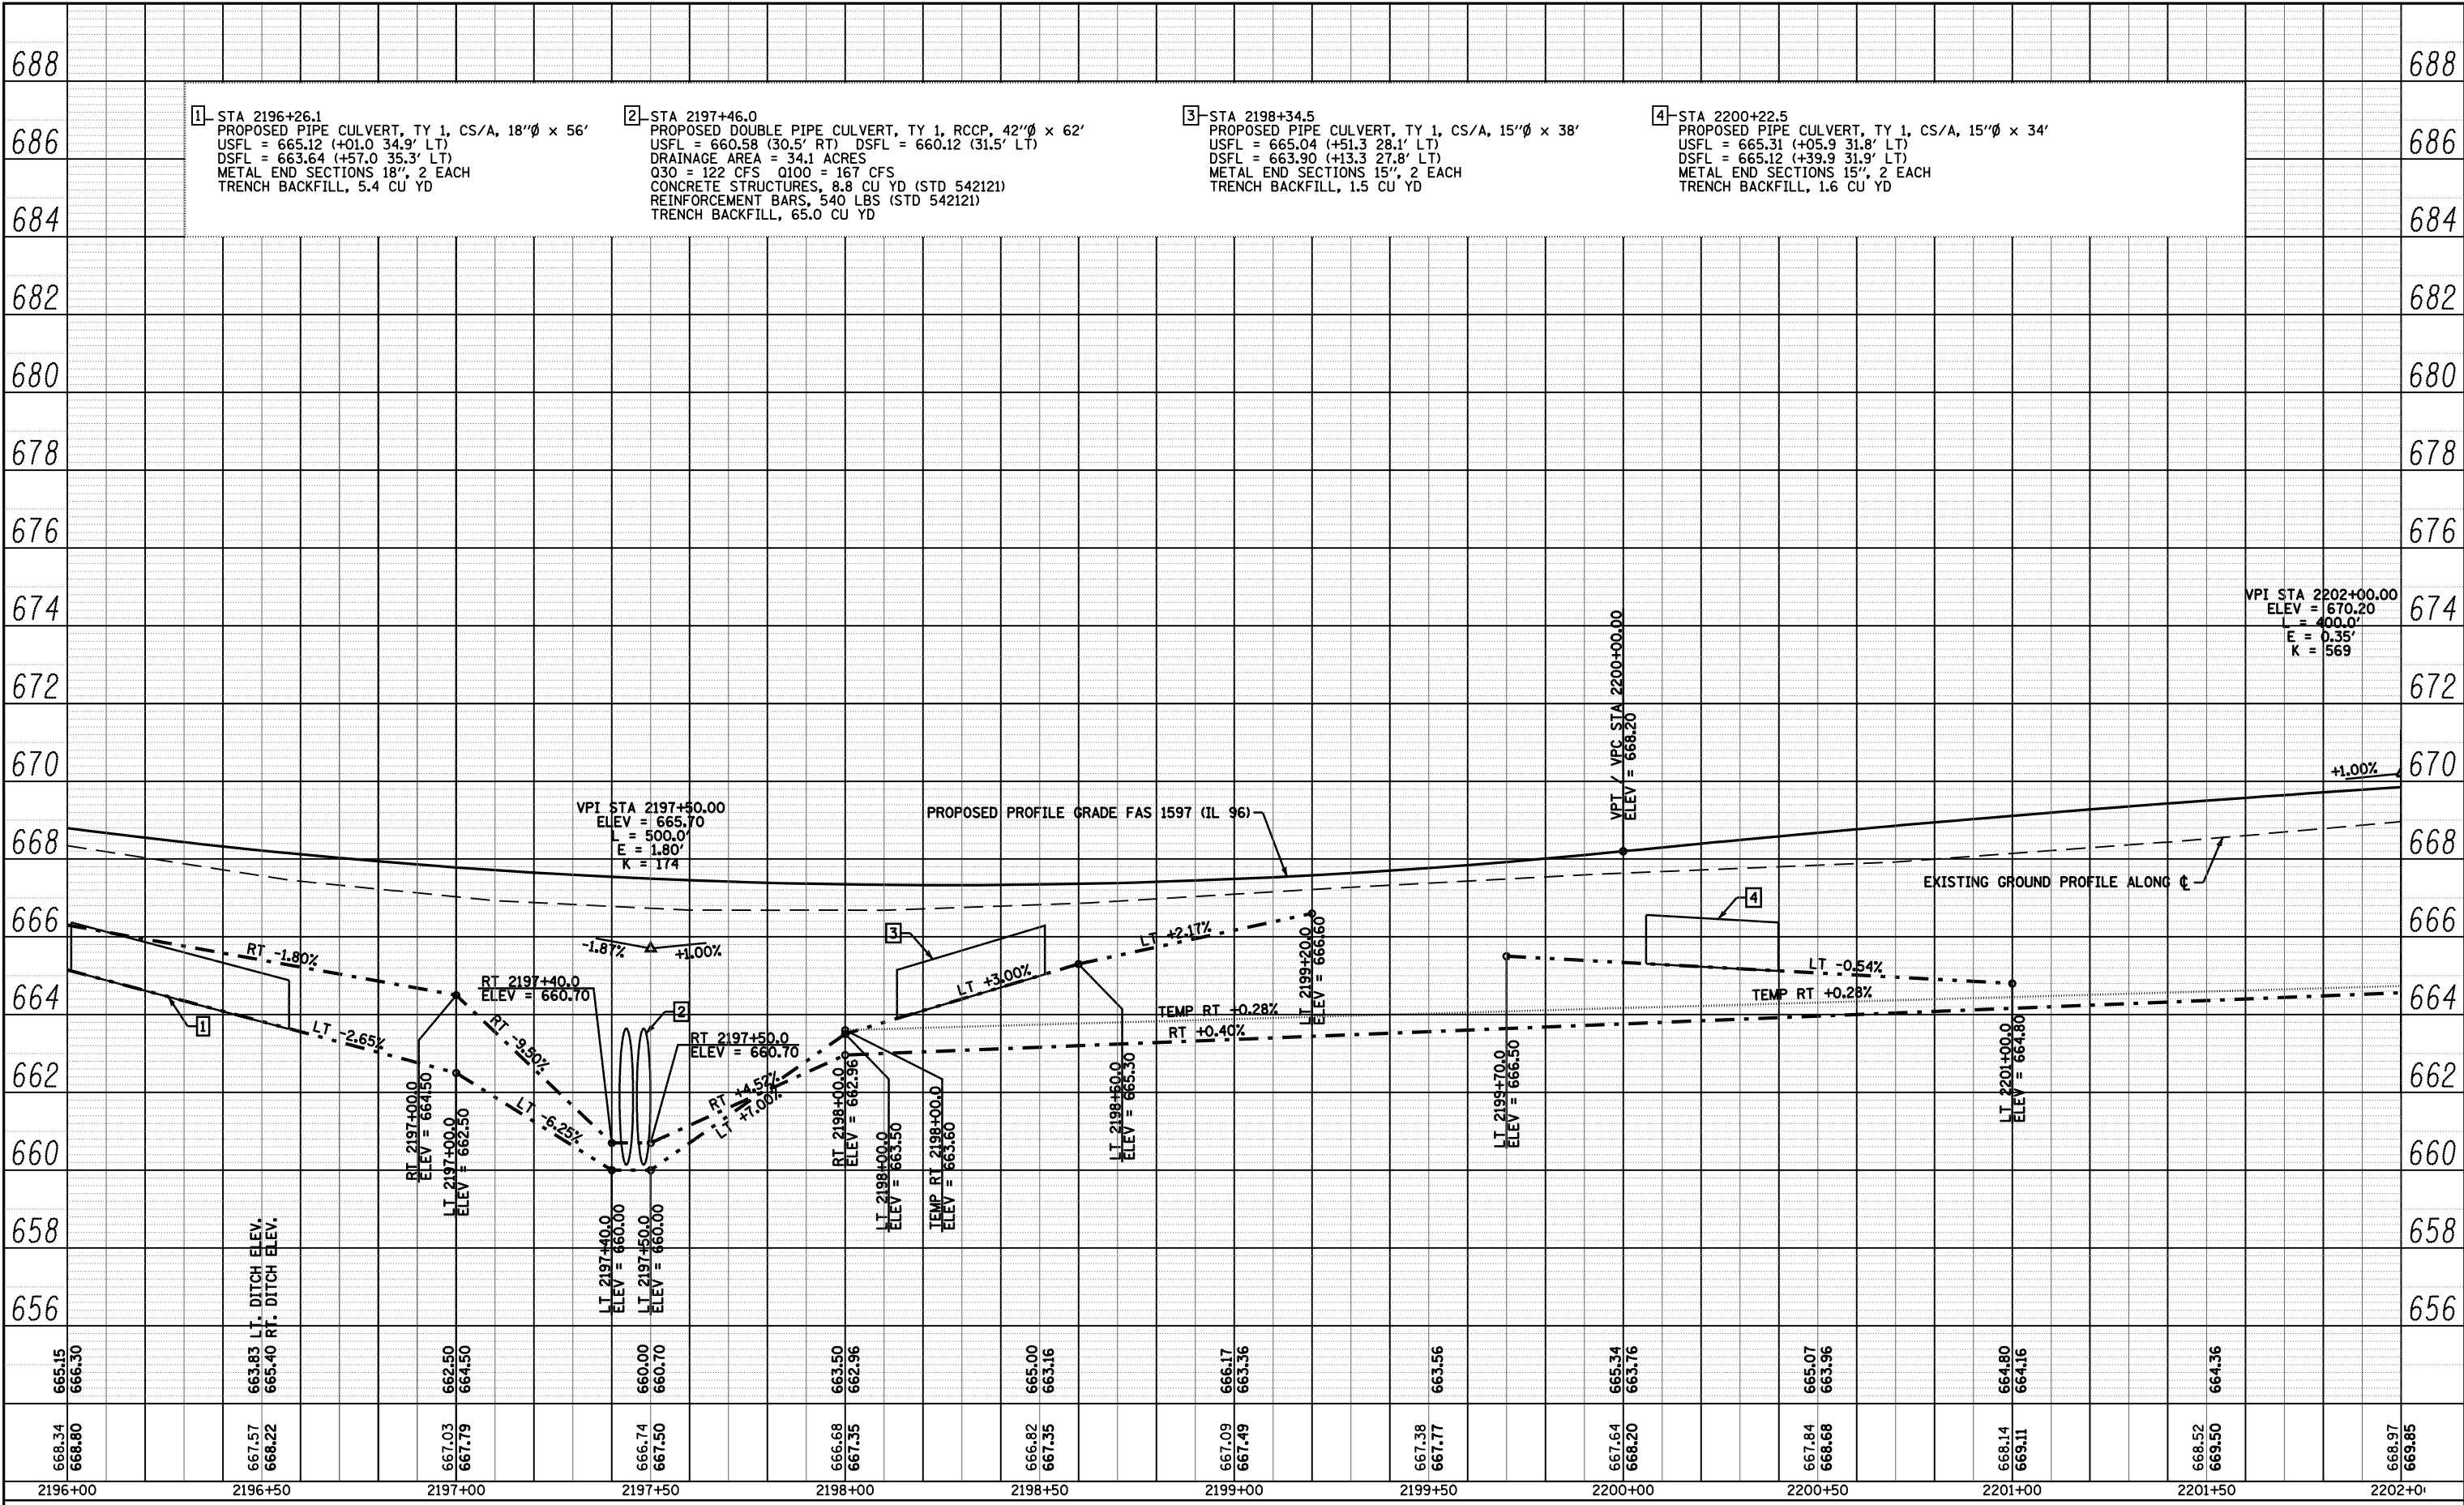 688 688
1 STA 2196+26.1
PROPOSED PIPE CULVERT, TY 1, CS/A, 18"Ø x 56'
USFL = 665.12 (+01.0 34.9' LT)
DSFL = 663.64 (+57.0 35.3' LT)
METAL END SECTIONS 18", 2 EACH
TRENCH BACKFILL, 5.4 CU YD
2 STA 2197+46.0
PROPOSED DOUBLE PIPE CULVERT, TY 1, RCCP, 42"Ø x 62'
USFL = 660.58 (30.5' RT) DSFL = 660.12 (31.5' LT)
DRAINAGE AREA = 34.1 ACRES
Q30 = 122 CFS Q100 = 167 CFS
CONCRETE STRUCTURES, 8.8 CU YD (STD 542121)
REINFORCEMENT BARS, 540 LBS (STD 542121)
TRENCH BACKFILL, 65.0 CU YD
3 STA 2198+34.5
PROPOSED PIPE CULVERT, TY 1, CS/A, 15"Ø x 38'
USFL = 665.04 (+51.3 28.1' LT)
DSFL = 663.90 (+13.3 27.8' LT)
METAL END SECTIONS 15", 2 EACH
TRENCH BACKFILL, 1.5 CU YD
4 STA 2200+22.5
PROPOSED PIPE CULVERT, TY 1, CS/A, 15"Ø x 34'
USFL = 665.31 (+05.9 31.8' LT)
DSFL = 665.12 (+39.9 31.9' LT)
METAL END SECTIONS 15", 2 EACH
TRENCH BACKFILL, 1.6 CU YD
686 686
684 684
682 682
680 680
678 678
676 676
674 674
VPI STA 2202+00.00
ELEV = 670.20
L = 400.0'
E = 0.35'
K = 569
672 672
VPT / VPC STA 2200+00.00
ELEV = 668.20
670 670
+1.00%
VPI STA 2197+50.00
ELEV = 665.70
L = 500.0'
E = 1.80'
K = 174
PROPOSED PROFILE GRADE FAS 1597 (IL 96)
668 668
EXISTING GROUND PROFILE ALONG ℄
666 666
RT -1.80%
-1.87%
+1.00%
3
LT +2.17%
4
LT +3.00%
LT 2199+20.0
ELEV = 666.60
RT 2197+40.0
ELEV = 660.70
LT -0.54%
TEMP RT +0.28%
664 664
1
LT -2.65%
RT -9.50%
2
RT 2197+50.0
ELEV = 660.70
TEMP RT +0.28%
RT +0.40%
662 662
RT 2197+00.0
ELEV = 664.50
LT 2197+00.0
ELEV = 662.50
LT -6.25%
RT +4.52%
LT +7.00%
RT 2198+00.0
ELEV = 662.96
LT 2198+00.0
ELEV = 663.50
TEMP RT 2198+00.0
ELEV = 663.60
LT 2198+60.0
ELEV = 665.30
LT 2199+70.0
ELEV = 666.50
LT 2201+00.0
ELEV = 664.80
660 660
LT 2197+40.0
ELEV = 660.00
LT 2197+50.0
ELEV = 660.00
658 658
656 656
665.15
666.30
663.83 LT. DITCH ELEV.
665.40 RT. DITCH ELEV.
662.50
664.50
660.00
660.70
663.50
662.96
665.00
663.16
666.17
663.36
663.56
665.34
663.76
665.07
663.96
664.80
664.16
664.36
668.34
668.80
667.57
668.22
667.03
667.79
666.74
667.50
666.68
667.35
666.82
667.35
667.09
667.49
667.38
667.77
667.64
668.20
667.84
668.68
668.14
669.11
668.52
669.50
668.97
669.85
2196+00 2196+50 2197+00 2197+50 2198+00 2198+50 2199+00 2199+50 2200+00 2200+50 2201+00 2201+50 2202+0